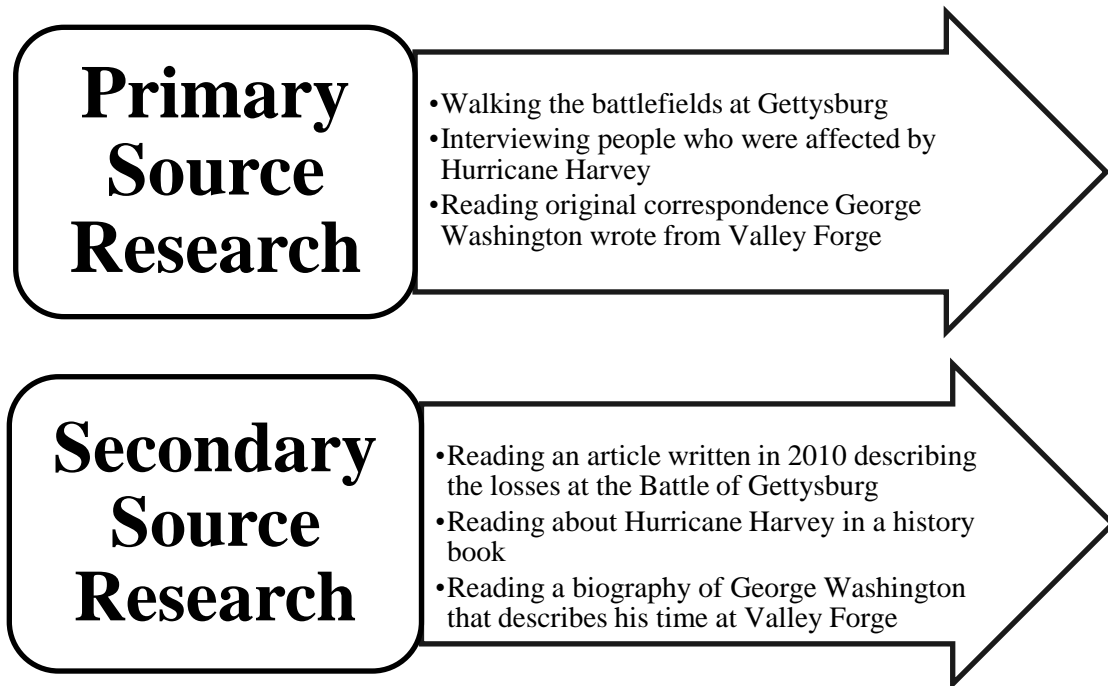 Primary
Source
Research
•Walking the battlefields at Gettysburg
•Interviewing people who were affected by
Hurricane Harvey
•Reading original correspondence George
Washington wrote from Valley Forge
Secondary
Source
Research
•Reading an article written in 2010 describing
the losses at the Battle of Gettysburg
•Reading about Hurricane Harvey in a history
book
•Reading a biography of George Washington
that describes his time at Valley Forge